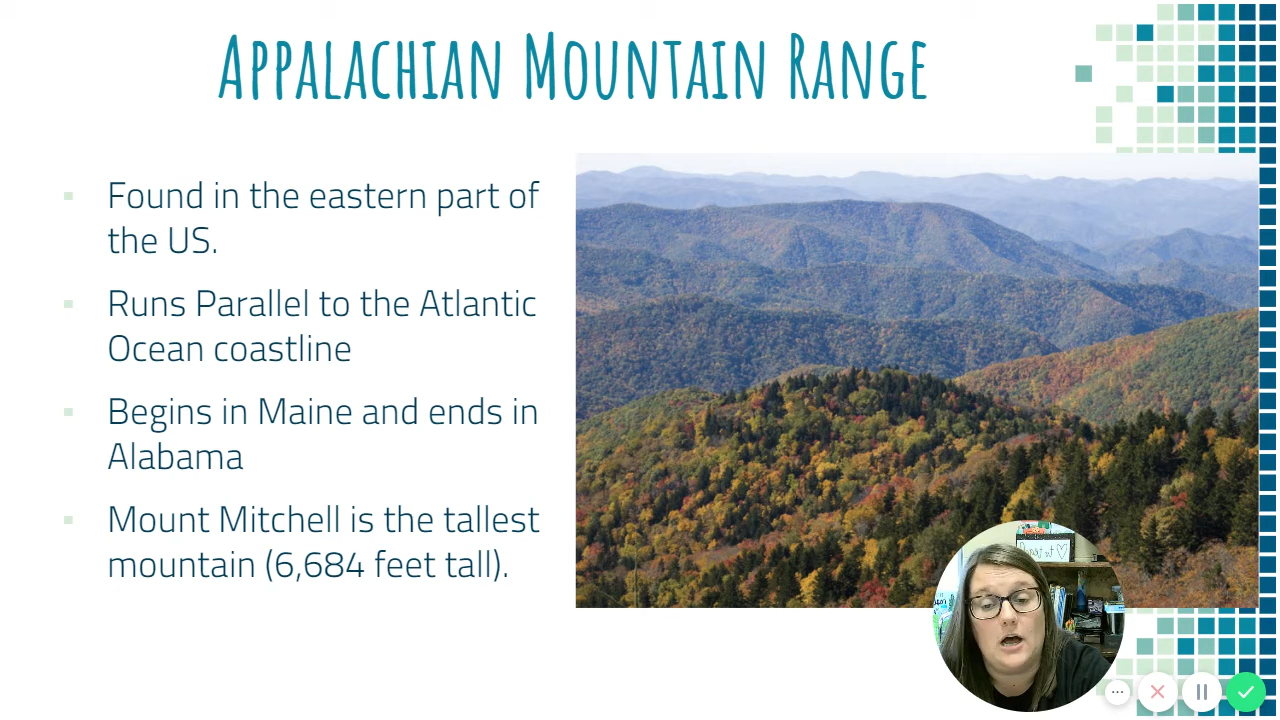 Appalachian Mountain Range
Found in the eastern part of
the US.
Runs Parallel to the Atlantic
Ocean coastline
Begins in Maine and ends in
Alabama
Mount Mitchell is the tallest
mountain (6,684 feet tall).